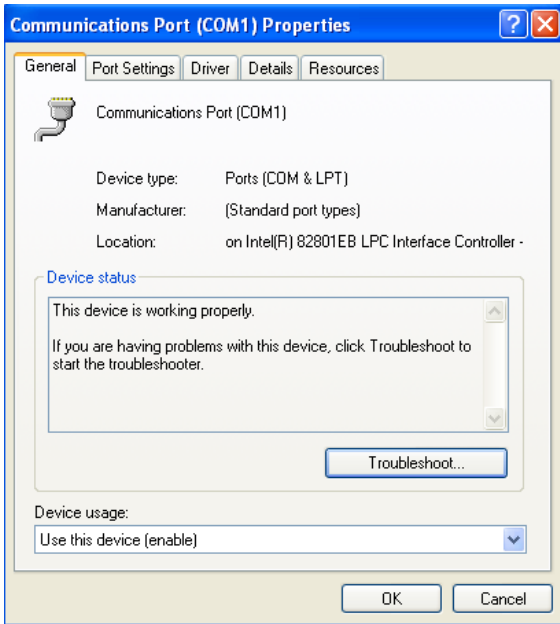 Communications Port (COM1) Properties
General Port Settings Driver Details Resources
Communications Port (COM1)
Device type: Ports (COM & LPT)
Manufacturer: (Standard port types)
Location: on Intel(R) 82801EB LPC Interface Controller -
Device status
This device is working properly.
If you are having problems with this device, click Troubleshoot to
start the troubleshooter.
Troubleshoot...
Device usage:
Use this device (enable)
OK Cancel